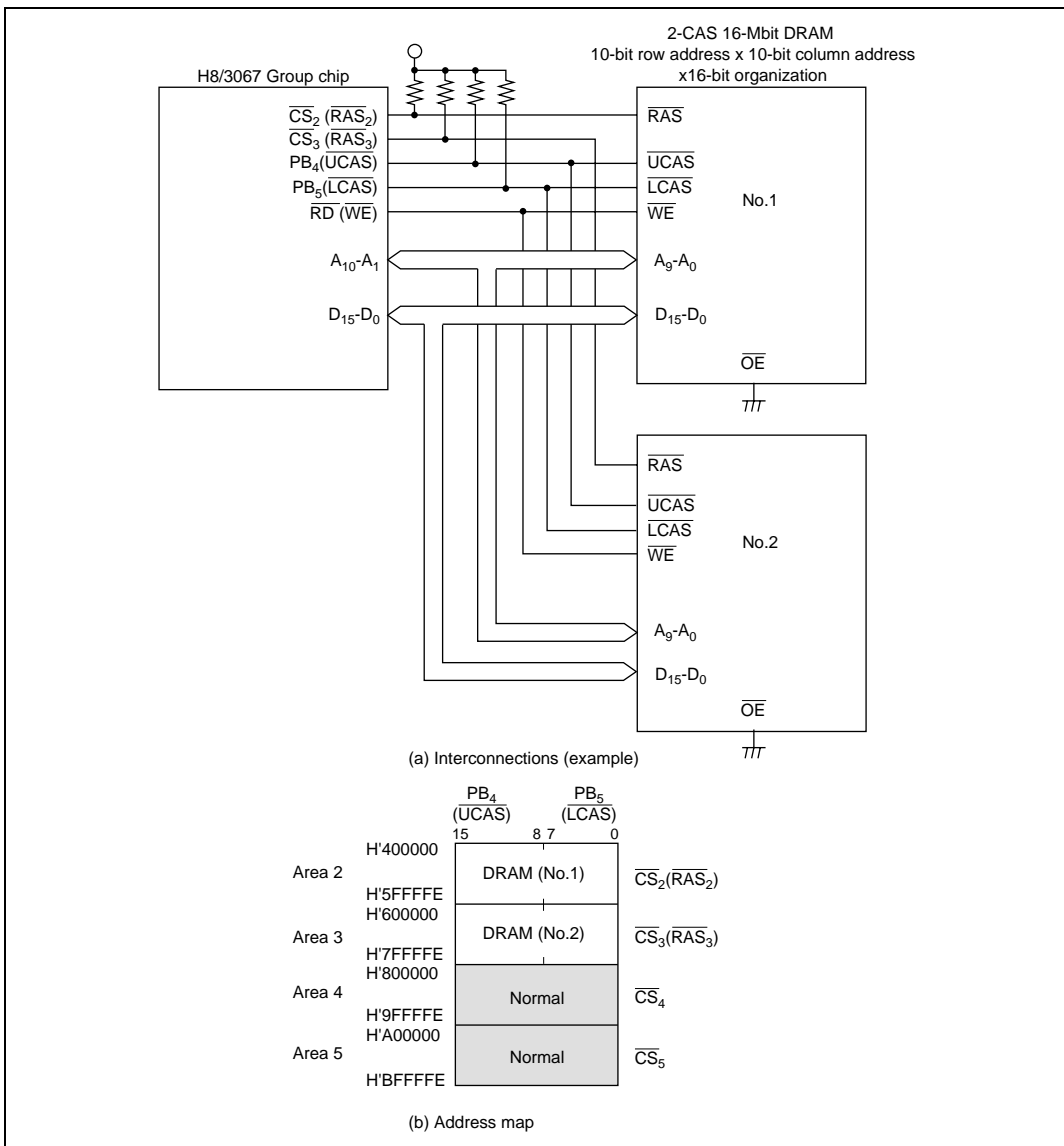 2-CAS 16-Mbit DRAM
10-bit row address x 10-bit column address
x16-bit organization
H8/3067 Group chip
CS2 (RAS2)
CS3 (RAS3)
PB4(UCAS)
PB5(LCAS)
RD (WE)
A10-A1
D15-D0
RAS
UCAS
LCAS
WE
No.1
A9-A0
D15-D0
OE
RAS
UCAS
LCAS
WE
No.2
A9-A0
D15-D0
OE
(a) Interconnections (example)
PB4
(UCAS)
PB5
(LCAS)
15 8 7 0
H'400000
Area 2 DRAM (No.1) CS2(RAS2)
H'5FFFFE
H'600000
Area 3 DRAM (No.2) CS3(RAS3)
H'7FFFFE
H'800000
Area 4 Normal CS4
H'9FFFFE
H'A00000
Area 5 Normal CS5
H'BFFFFE
(b) Address map